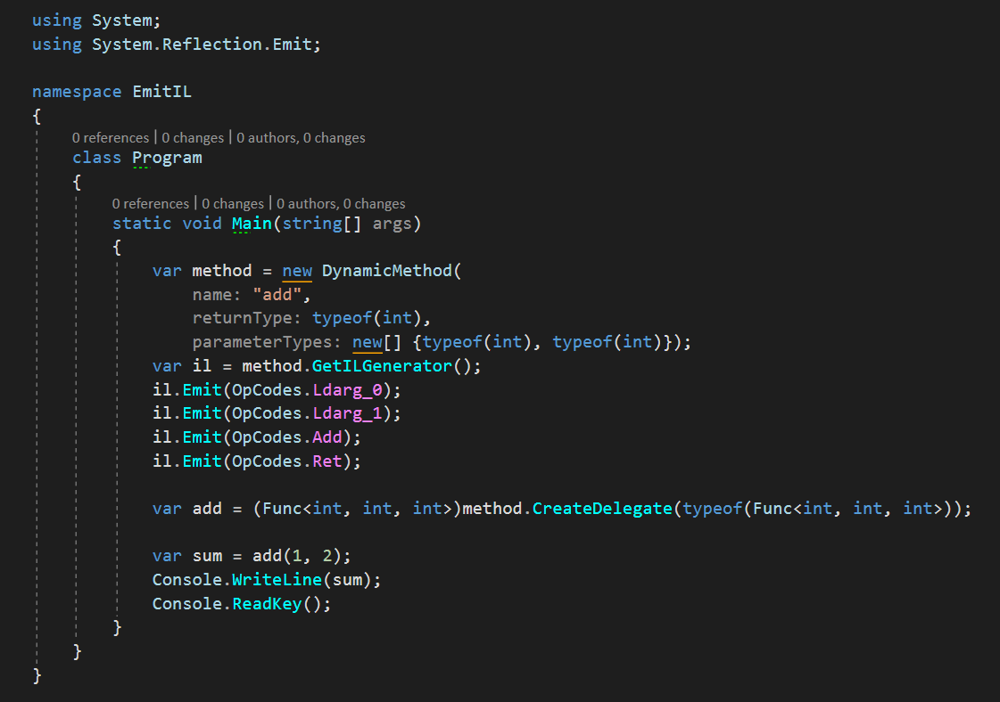 using System;
using System.Reflection.Emit;
namespace EmitIL
{
0 references | 0 changes | 0 authors, 0 changes
class Program
{
0 references | 0 changes | 0 authors, 0 changes
static void Main(string[] args)
{
var method = new DynamicMethod(
name: "add",
returnType: typeof(int),
parameterTypes: new[] {typeof(int), typeof(int)});
var il = method.GetILGenerator();
il.Emit(OpCodes.Ldarg_0);
il.Emit(OpCodes.Ldarg_1);
il.Emit(OpCodes.Add);
il.Emit(OpCodes.Ret);
var add = (Func<int, int, int>)method.CreateDelegate(typeof(Func<int, int, int>));
var sum = add(1, 2);
Console.WriteLine(sum);
Console.ReadKey();
}
}
}